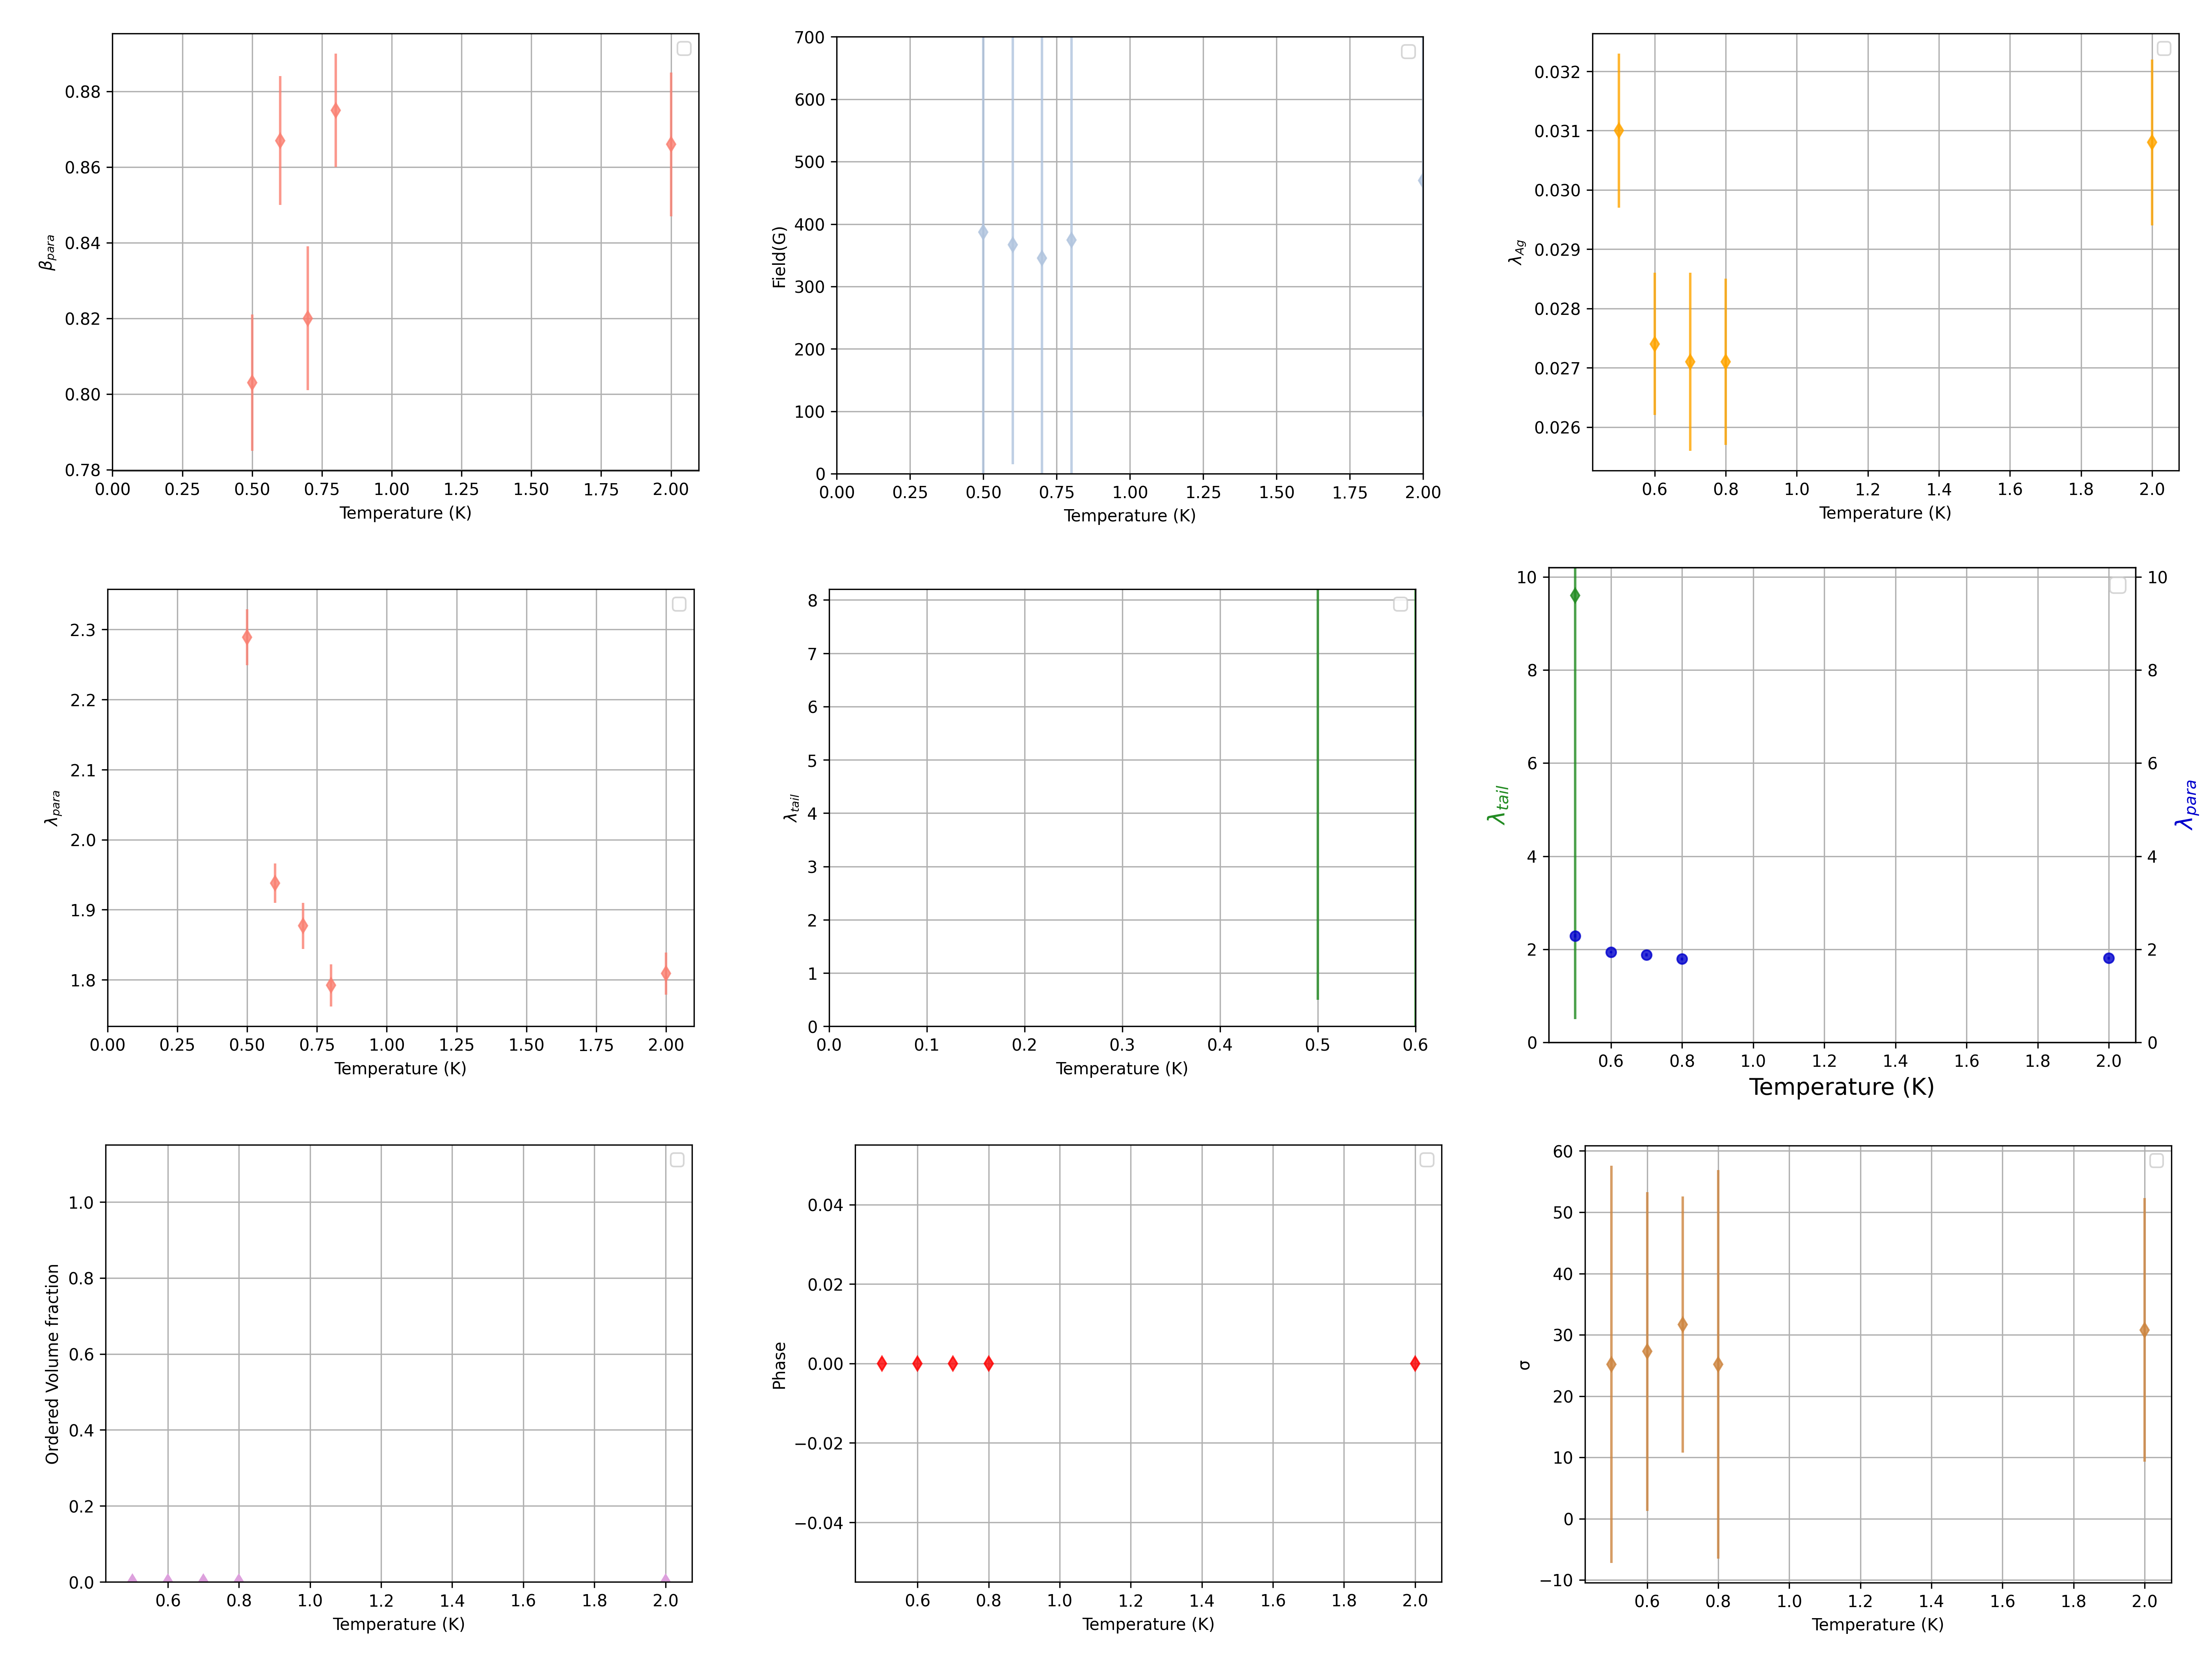 0.88
0.86
0.84
0.82
0.80
0.78
β para
0.00 0.25 0.50 0.75 1.00 1.25 1.50 1.75 2.00
Temperature (K)
700
600
500
400
300
200
100
0
Field(G)
0.00 0.25 0.50 0.75 1.00 1.25 1.50 1.75 2.00
Temperature (K)
0.032
0.031
0.030
0.029
0.028
0.027
0.026
λ Ag
0.6 0.8 1.0 1.2 1.4 1.6 1.8 2.0
Temperature (K)
2.3
2.2
2.1
2.0
1.9
1.8
λ para
0.00 0.25 0.50 0.75 1.00 1.25 1.50 1.75 2.00
Temperature (K)
8
7
6
5
4
3
2
1
0
λ tail
0.0 0.1 0.2 0.3 0.4 0.5 0.6
Temperature (K)
10 10
8 8
6 6
4 4
2 2
0 0
λ tail
λ para
0.6 0.8 1.0 1.2 1.4 1.6 1.8 2.0
Temperature (K)
1.0
0.8
0.6
0.4
0.2
0.0
Ordered Volume fraction
0.6 0.8 1.0 1.2 1.4 1.6 1.8 2.0
Temperature (K)
0.04
0.02
0.00
−0.02
−0.04
Phase
0.6 0.8 1.0 1.2 1.4 1.6 1.8 2.0
Temperature (K)
60
50
40
30
20
10
0
−10
σ
0.6 0.8 1.0 1.2 1.4 1.6 1.8 2.0
Temperature (K)